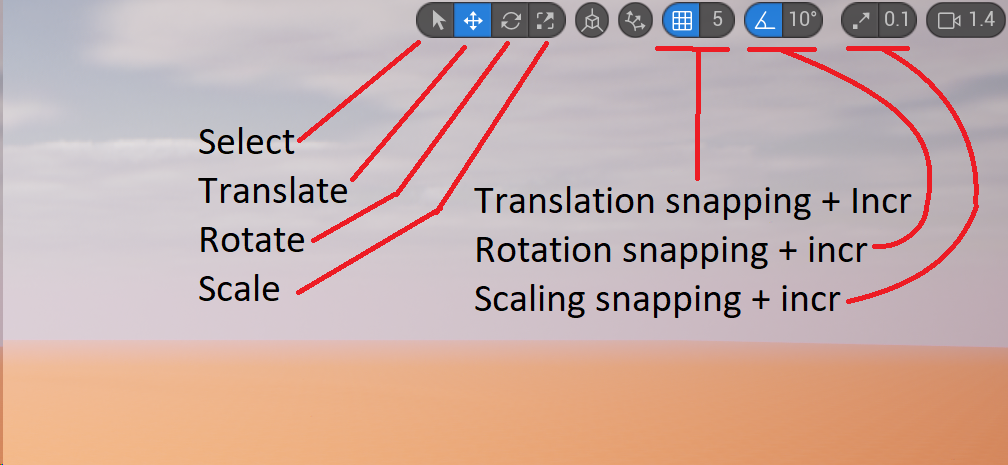 5 10° 0.1 1.4
Select
Translate
Rotate
Scale
Translation snapping + Incr
Rotation snapping + incr
Scaling snapping + incr